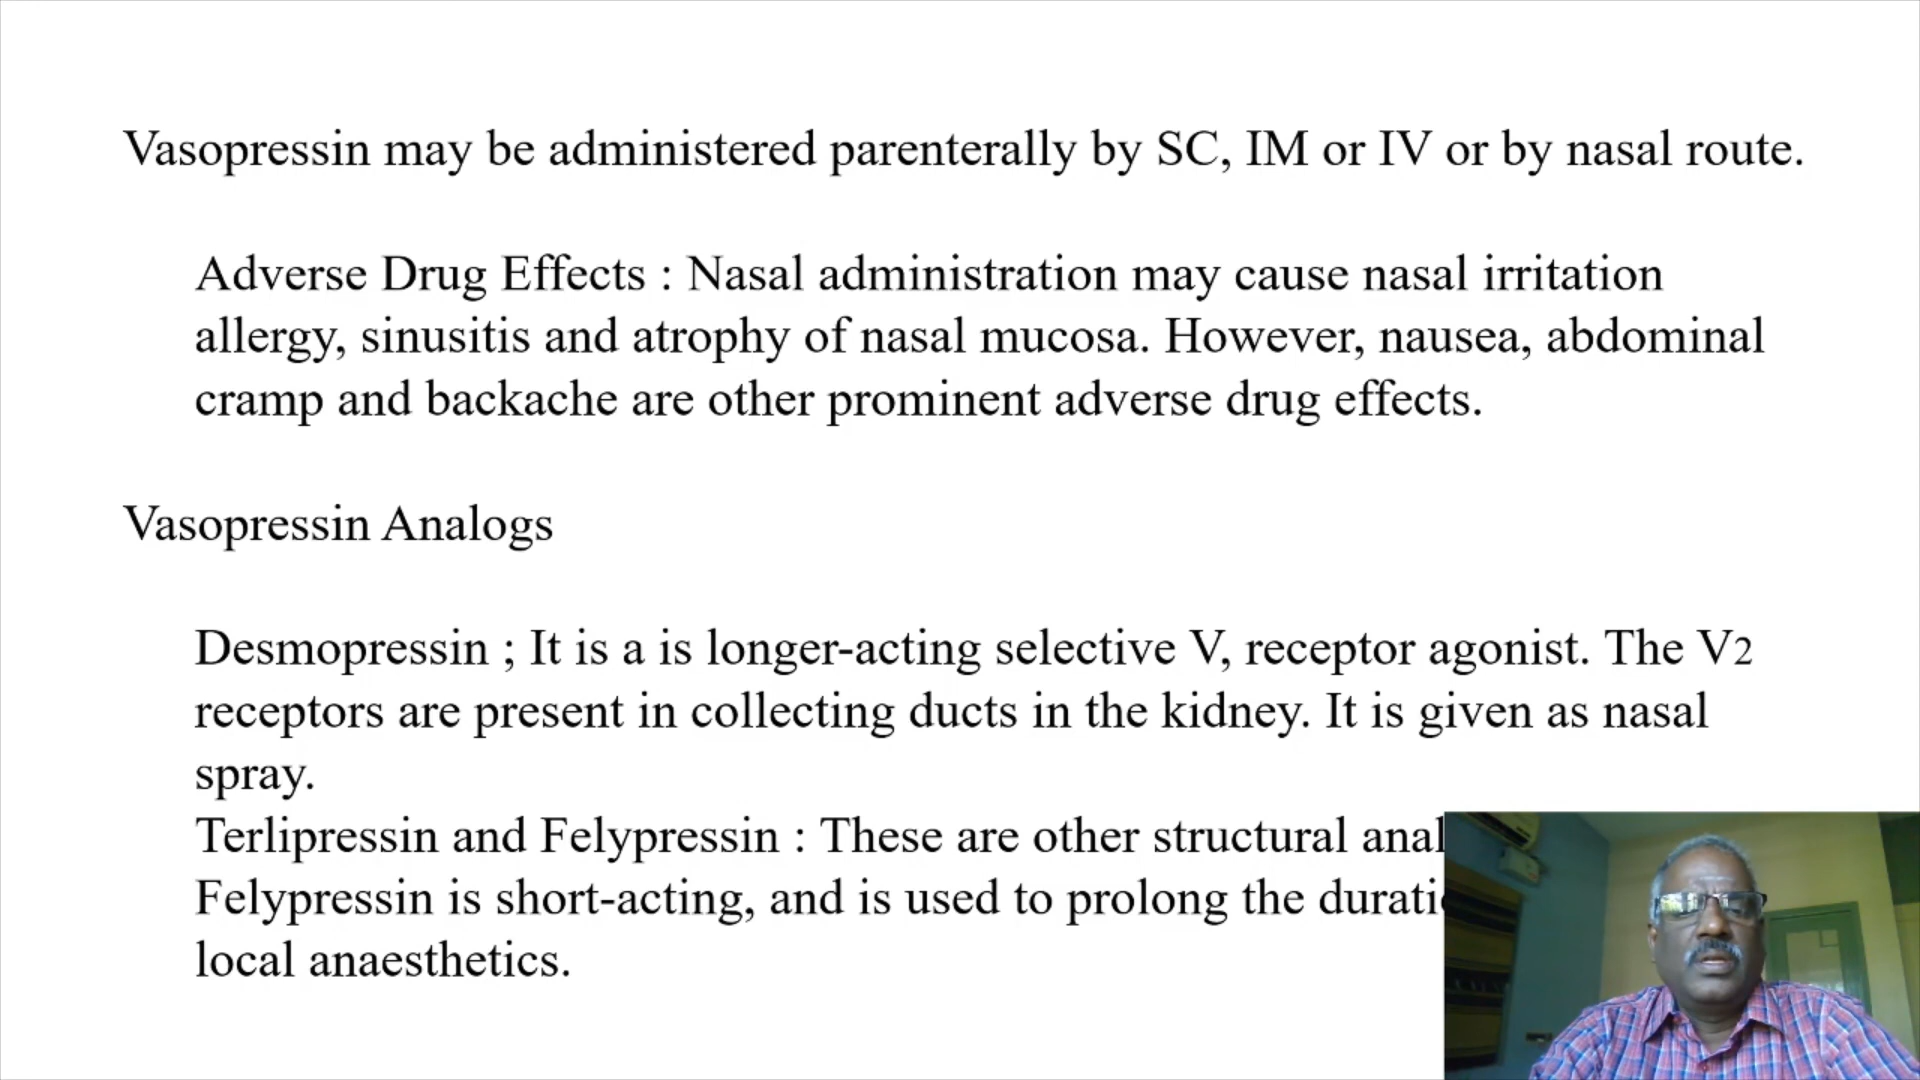 Vasopressin may be administered parenterally by SC, IM or IV or by nasal route.
Adverse Drug Effects : Nasal administration may cause nasal irritation
allergy, sinusitis and atrophy of nasal mucosa. However, nausea, abdominal
cramp and backache are other prominent adverse drug effects.
Vasopressin Analogs
Desmopressin ; It is a is longer-acting selective V, receptor agonist. The V2
receptors are present in collecting ducts in the kidney. It is given as nasal
spray.
Terlipressin and Felypressin : These are other structural
Felypressin is short-acting, and is used to prolong the
local anaesthetics.